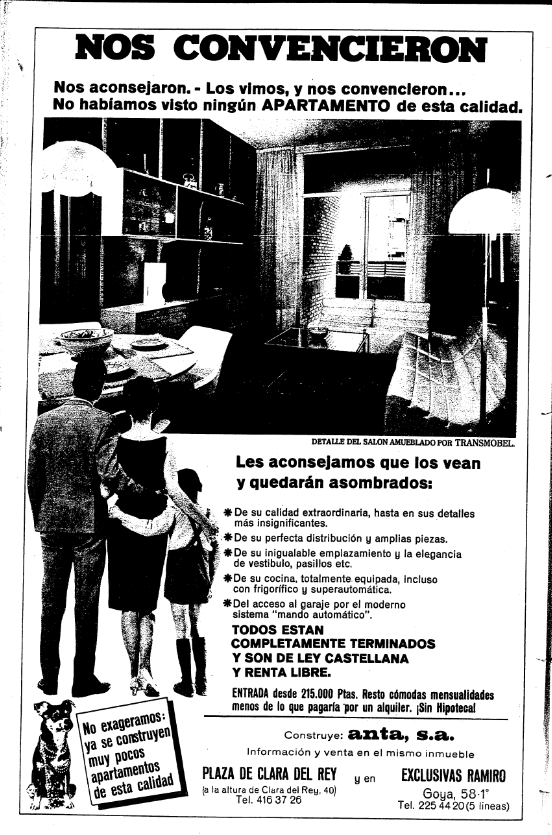 NOS CONVENCIERON
Nos aconsejaron. - Los vimos, y nos convencieron...
No habíamos visto ningún APARTAMENTO de esta calidad.
DETALLE DEL SALON AMUEBLADO POR TRANSMOBEL.
Les aconsejamos que los vean
y quedarán asombrados:
✱De su calidad extraordinaria, hasta en sus detalles
más insignificantes.
✱De su perfecta distribución y amplias piezas.
✱De su inigualable emplazamiento y la elegancia
de vestibulo, pasillos etc.
✱De su cocina, totalmente equipada, incluso
con frigorífico y superautomática.
✱Del acceso al garaje por el moderno
sistema "mando automático".
TODOS ESTAN
COMPLETAMENTE TERMINADOS
Y SON DE LEY CASTELLANA
Y RENTA LIBRE.
ENTRADA desde 215.000 Ptas. Resto cómodas mensualidades
menos de lo que pagaría por un alquiler. ¡Sin Hipoteca!
No exageramos:
ya se construyen
muy pocos
apartamentos
de esta calidad
Construye: anta, s.a.
Información y venta en el mismo inmueble
PLAZA DE CLARA DEL REY
(a la altura de Clara del Rey, 40)
Tel. 416 37 26
y en
EXCLUSIVAS RAMIRO
Goya, 58-1°
Tel. 225 44 20 (5 líneas)